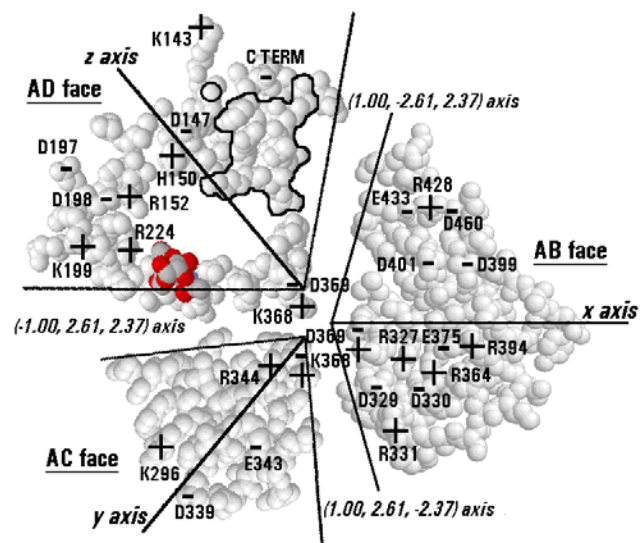 K143
z axis
C TERM
AD face
(1.00, -2.61, 2.37) axis
D147
D197
H150
R428
E433
D198
R152
D460
R224
D401
D399
AB face
K199
D369
(-1.00, 2.61, 2.37) axis
K368
x axis
D369
R327
E375
R394
K368
R344
R364
D329
D330
R331
AC face
K296
E343
y axis
D339
(1.00, 2.61, -2.37) axis